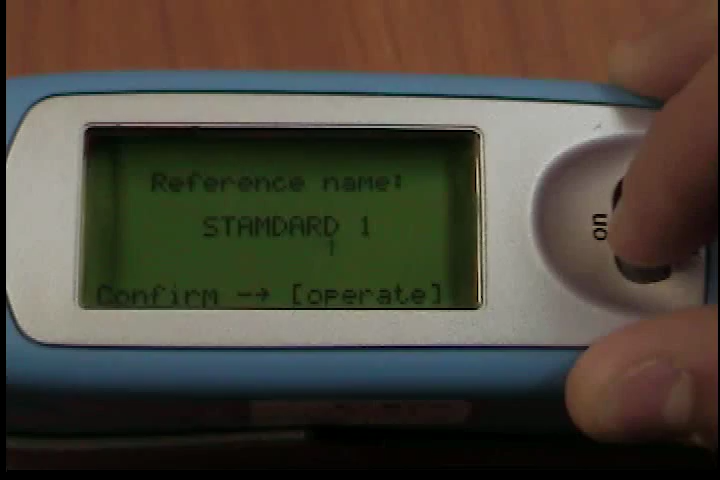 Reference name:
STAMDARD 1
Confirm → [operate]
on